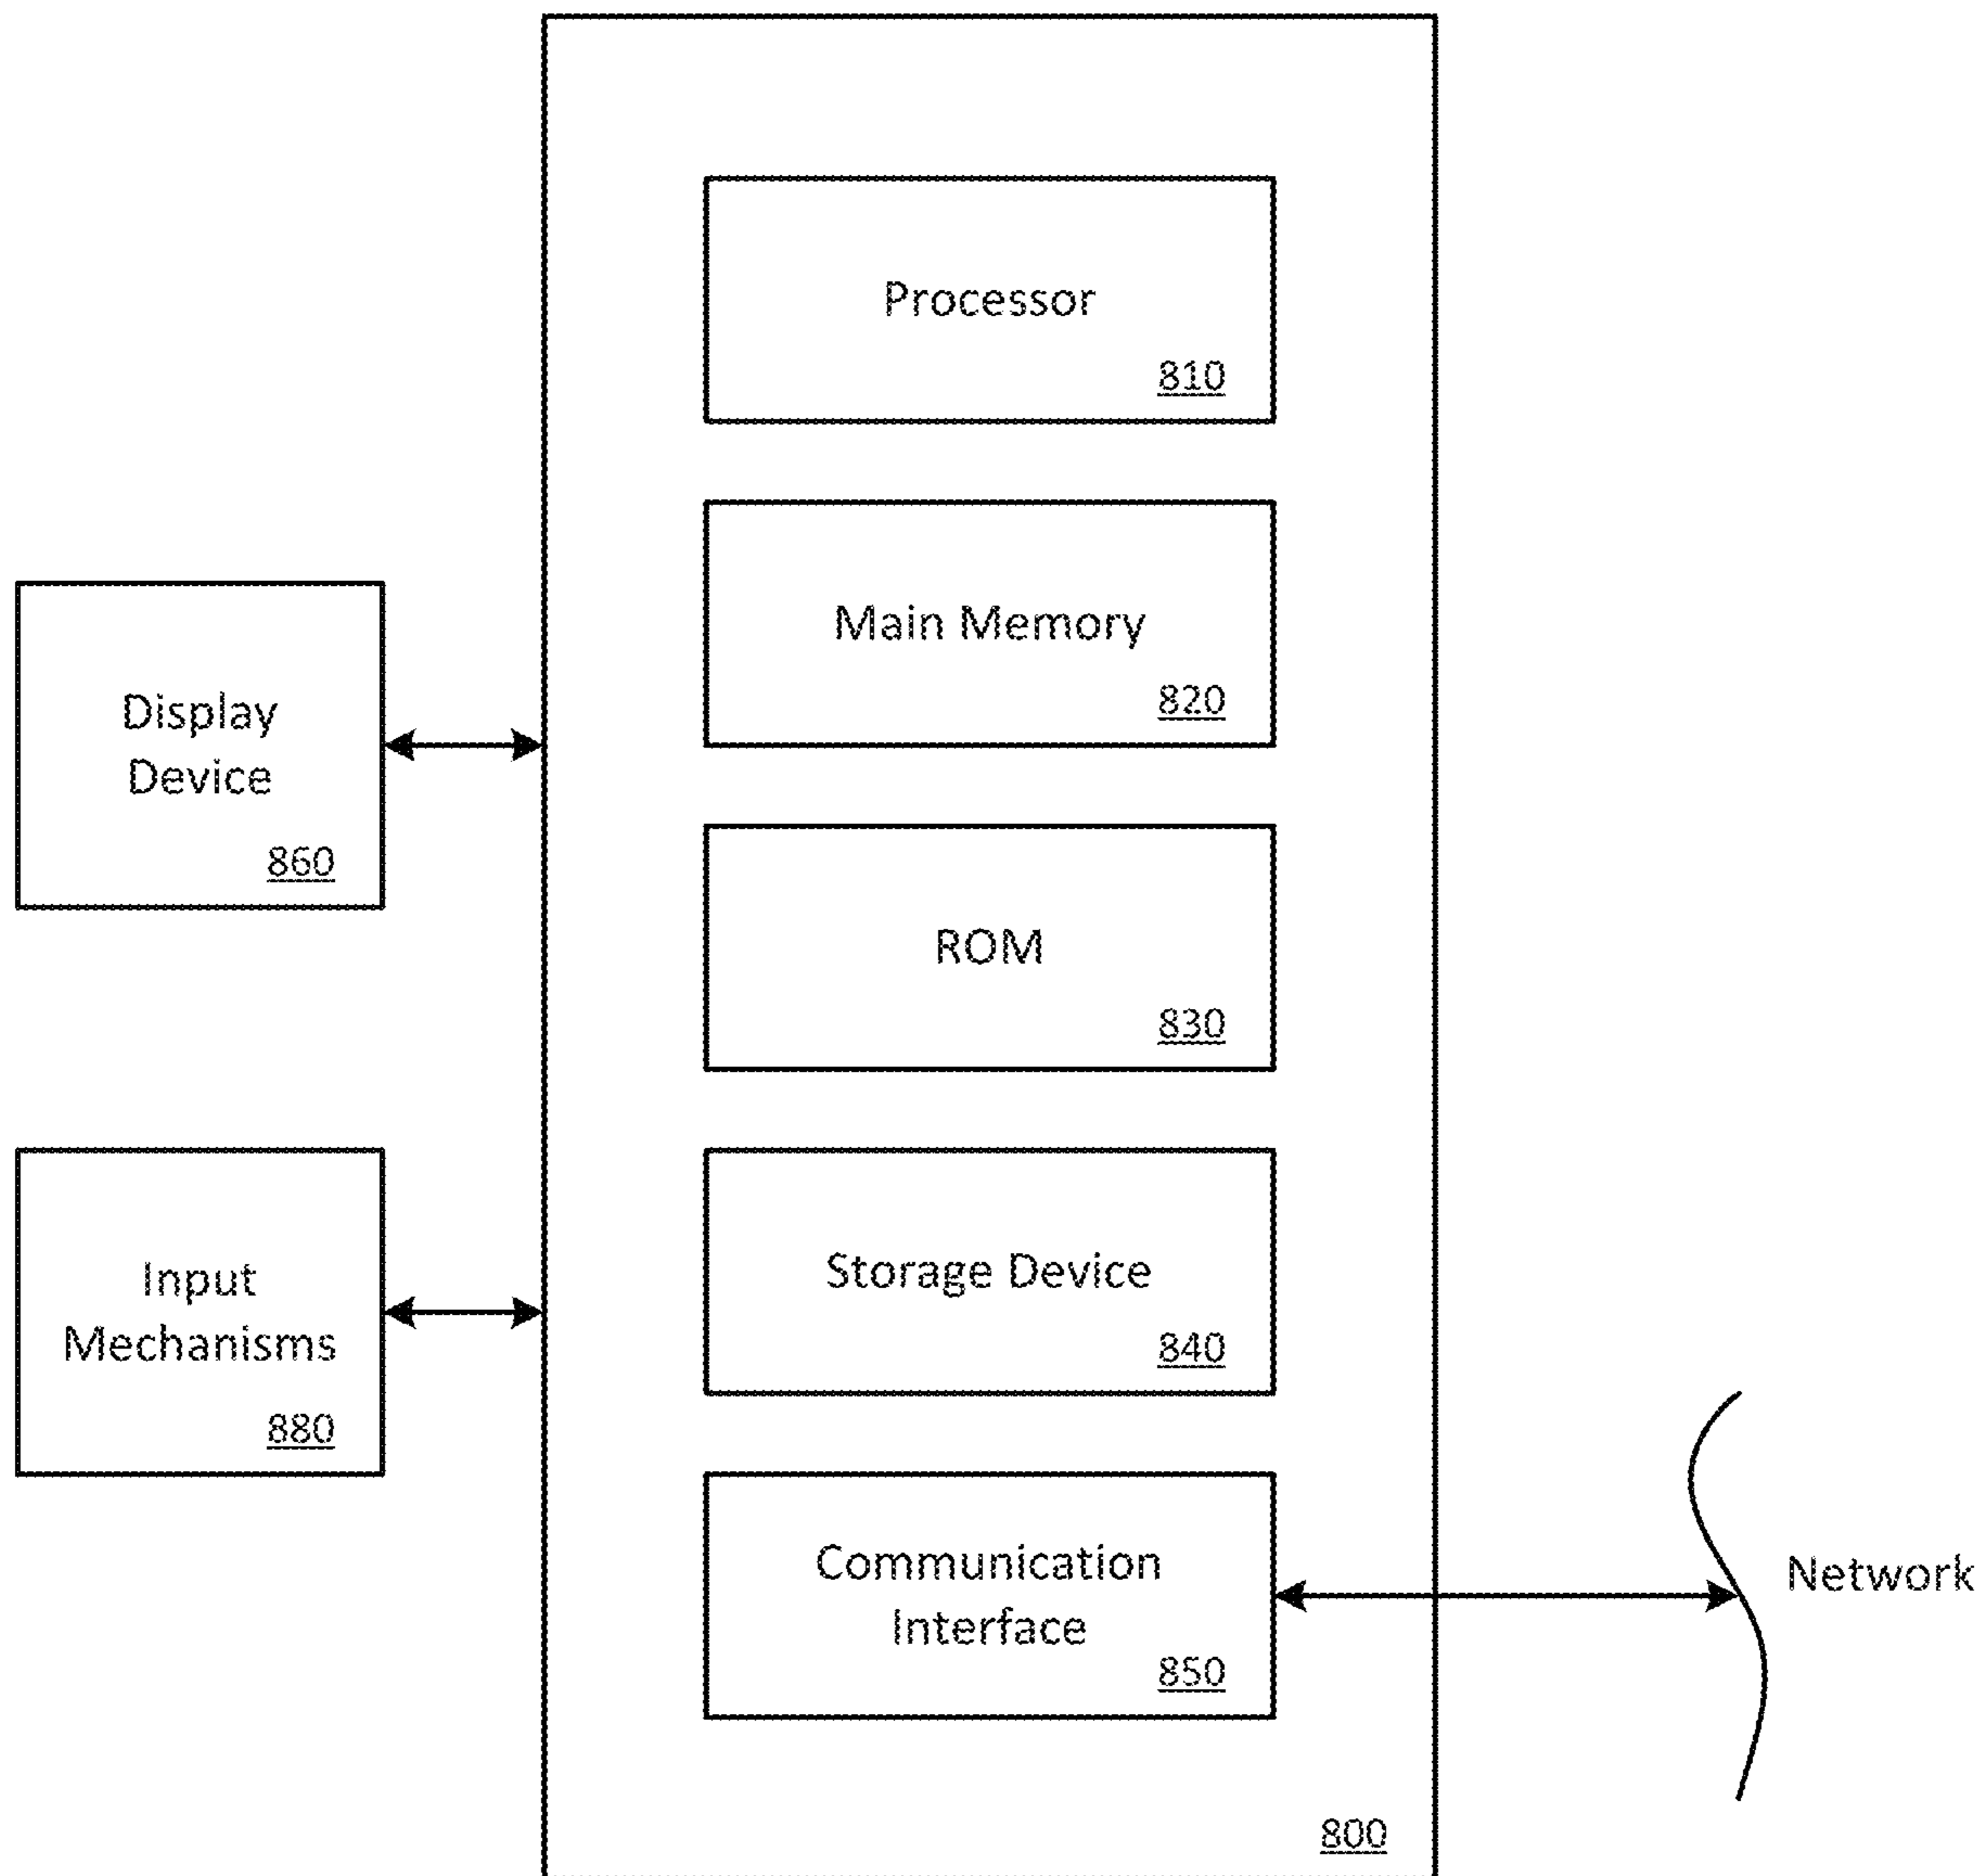 Processor
810
Main Memory
820
Display
Device
860
ROM
830
Input
Mechanisms
880
Storage Device
840
Communication
Interface
850
Network
800